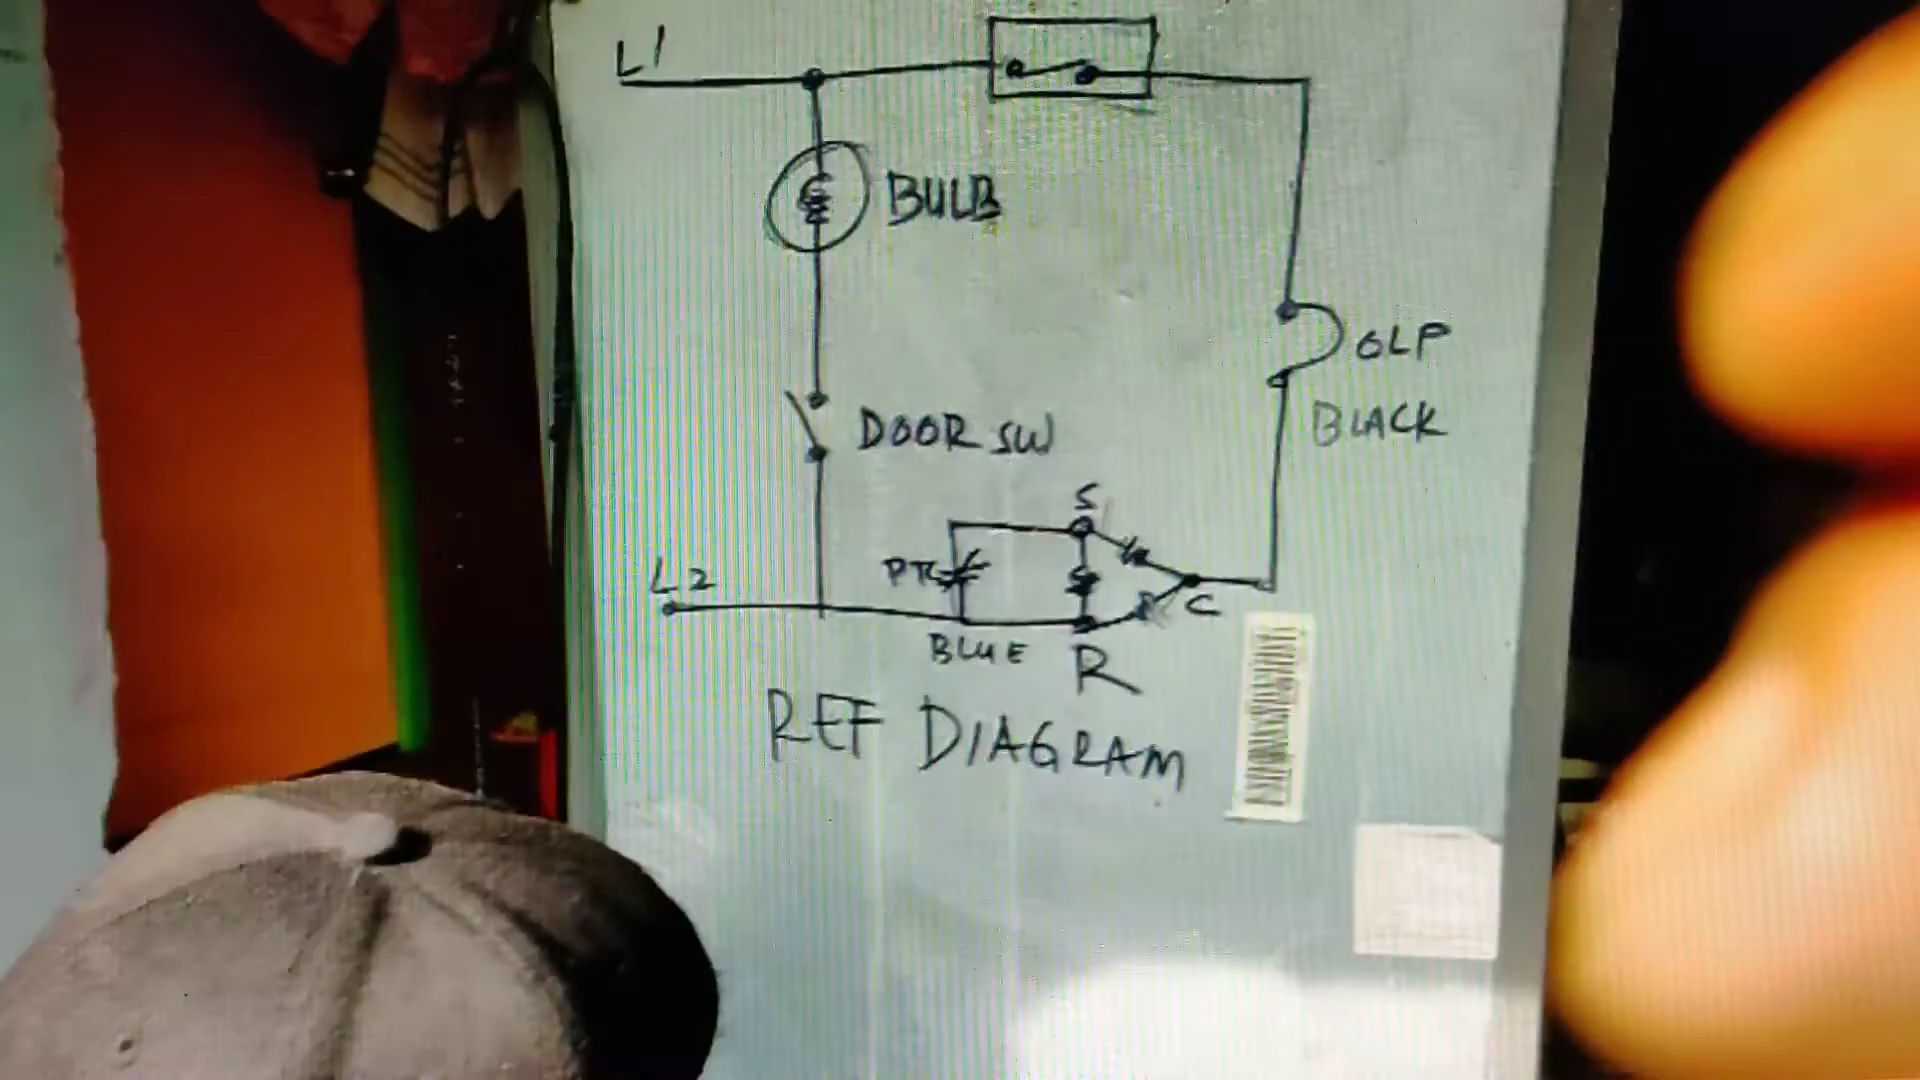 L1
BULB
OLP
BLACK
DOOR SW
S
L2
PTC
C
BLUE
R
REF DIAGRAM